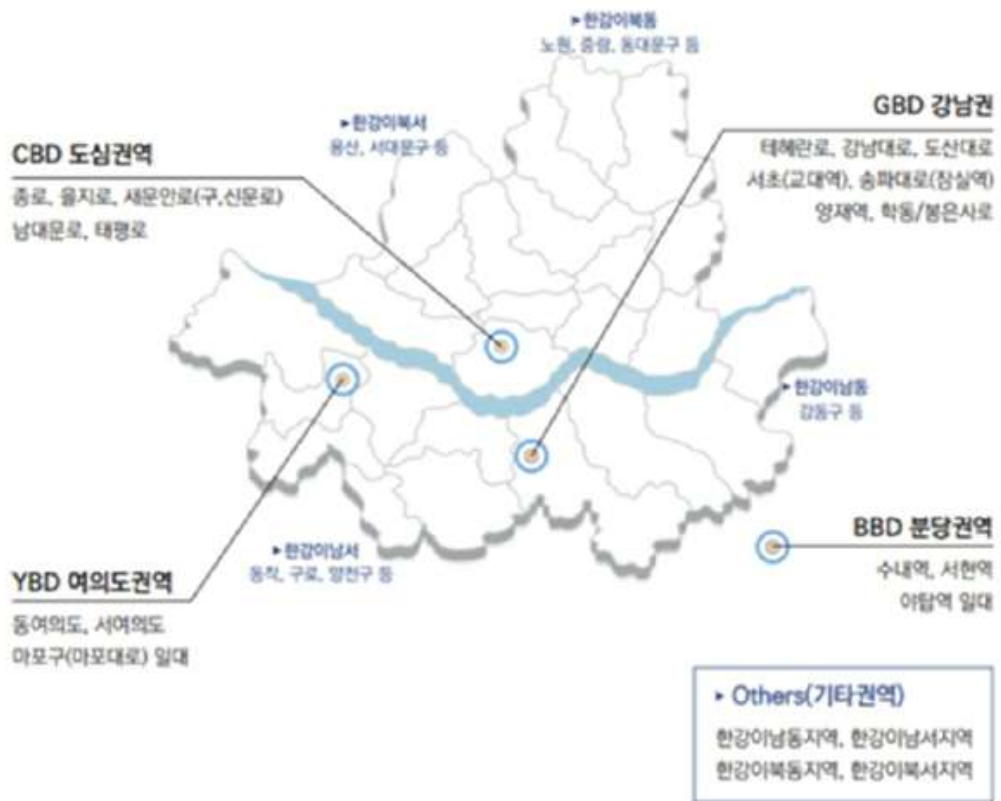 ▸한강이북동
노원, 중랑, 동대문구 등
▸한강이북서
용산, 서대문구 등
CBD 도심권역
종로, 을지로, 새문안로(구,신문로)
남대문로, 태평로
GBD 강남권
테헤란로, 강남대로, 도산대로
서초(교대역), 송파대로(잠실역)
양재역, 학동/봉은사로
▸한강이남동
강동구 등
▸한강이남서
동작, 구로, 양천구 등
YBD 여의도권역
동여의도, 서여의도
마포구(마포대로) 일대
BBD 분당권역
수내역, 서현역
야탑역 일대
▸ Others(기타권역)
한강이남동지역, 한강이남서지역
한강이북동지역, 한강이북서지역